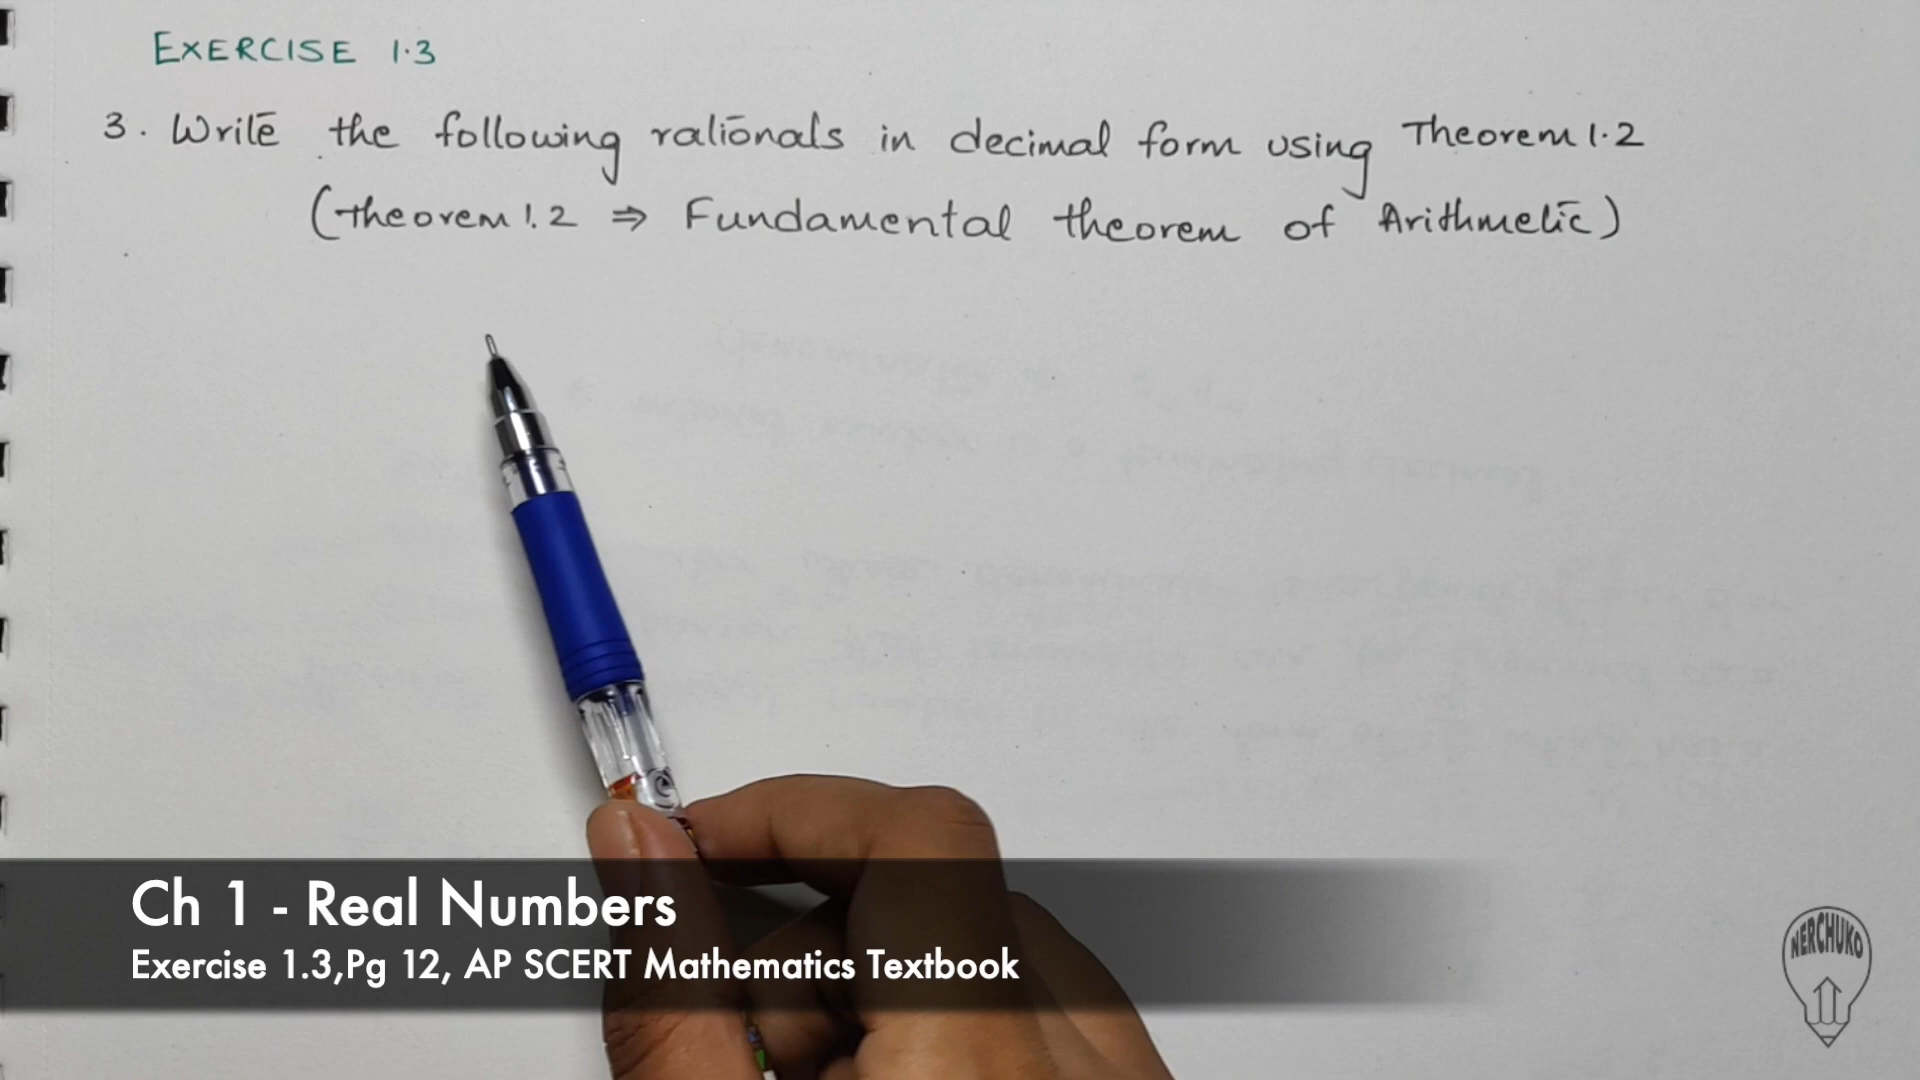 EXERCISE 1.3
3. Write the following rationals in decimal form using Theorem 1.2
(Theorem 1.2 ⇒ Fundamental theorem of Arithmetic)
Ch 1 - Real Numbers
Exercise 1.3,Pg 12, AP SCERT Mathematics Textbook
NERCHUKO